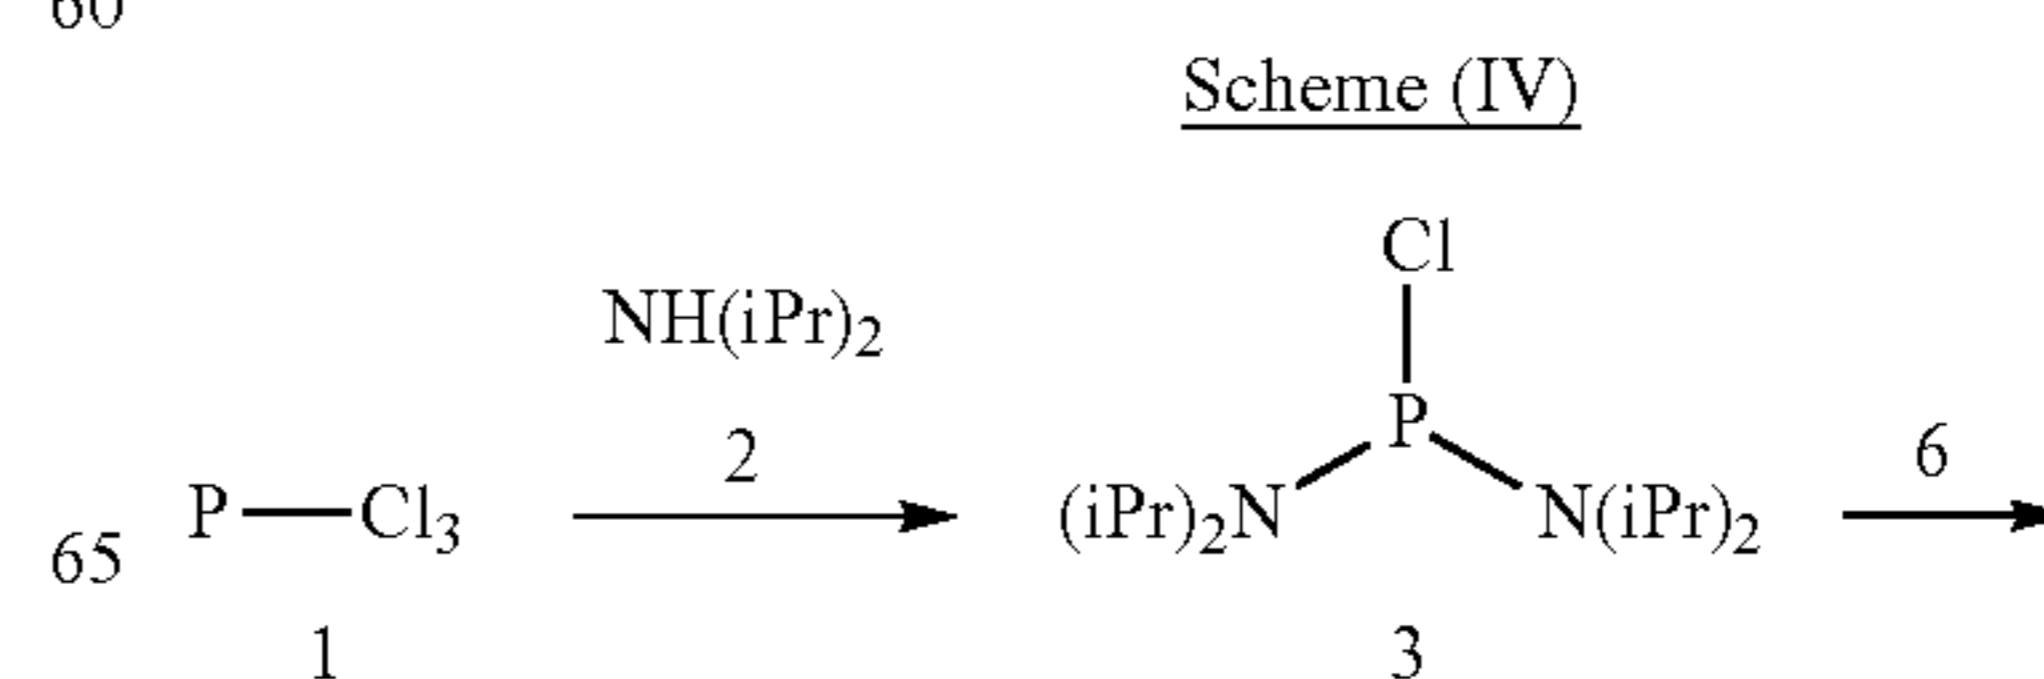 60
Scheme (IV)
Cl
NH(iPr)2
P
6
2
65 P—Cl3 (iPr)2N N(iPr)2
1 3